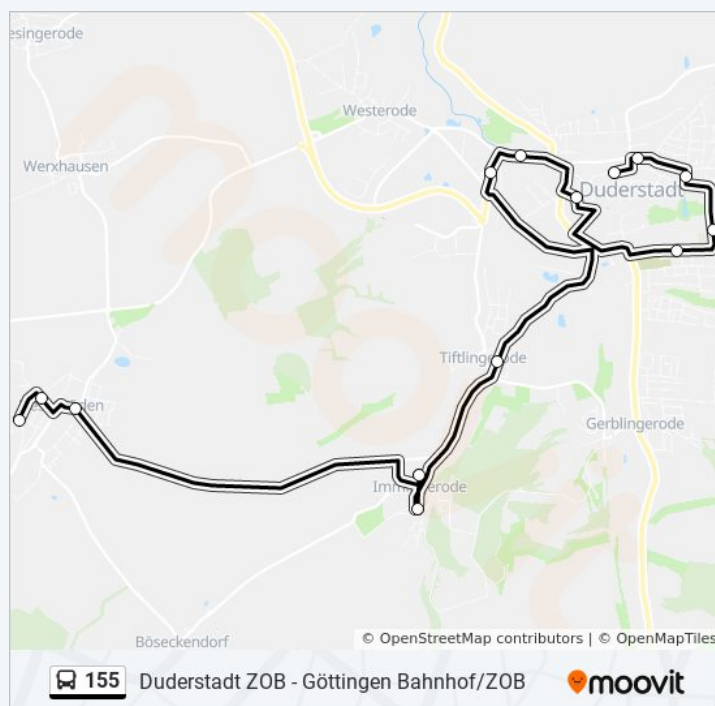 esingerode
Westerode
Werxhausen
Duderstadt
Tiftlingerode
Gerblingerode
Böseckendorf
© OpenStreetMap contributors | © OpenMapTiles
155 Duderstadt ZOB - Göttingen Bahnhof/ZOB
moovit